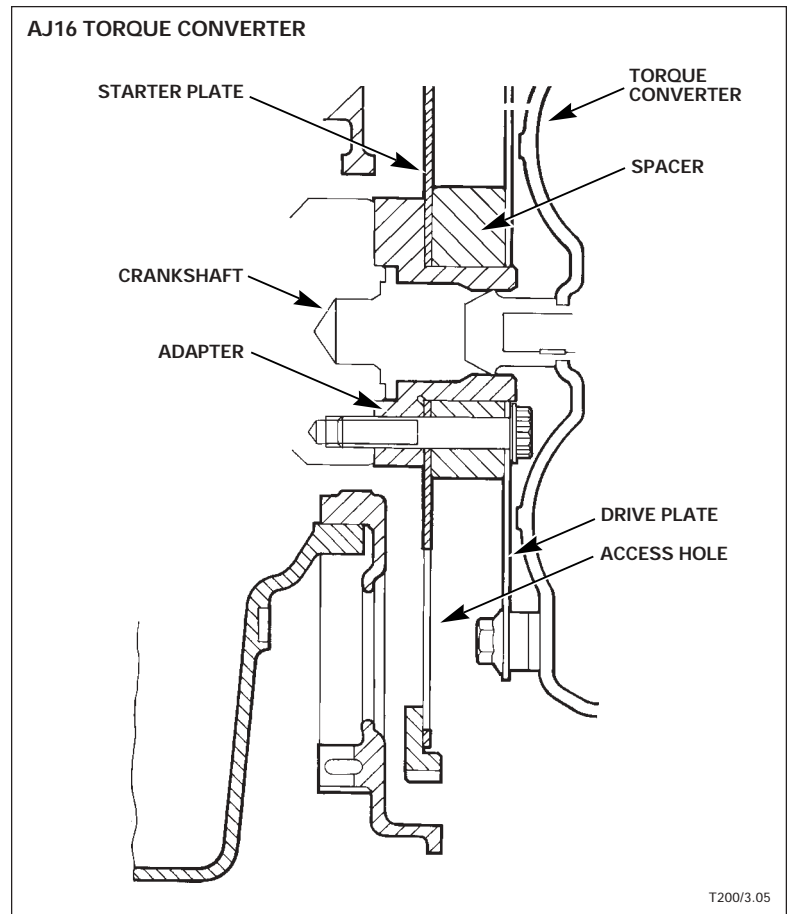 AJ16 TORQUE CONVERTER
STARTER PLATE
TORQUE
CONVERTER
SPACER
CRANKSHAFT
ADAPTER
DRIVE PLATE
ACCESS HOLE
T200/3.05